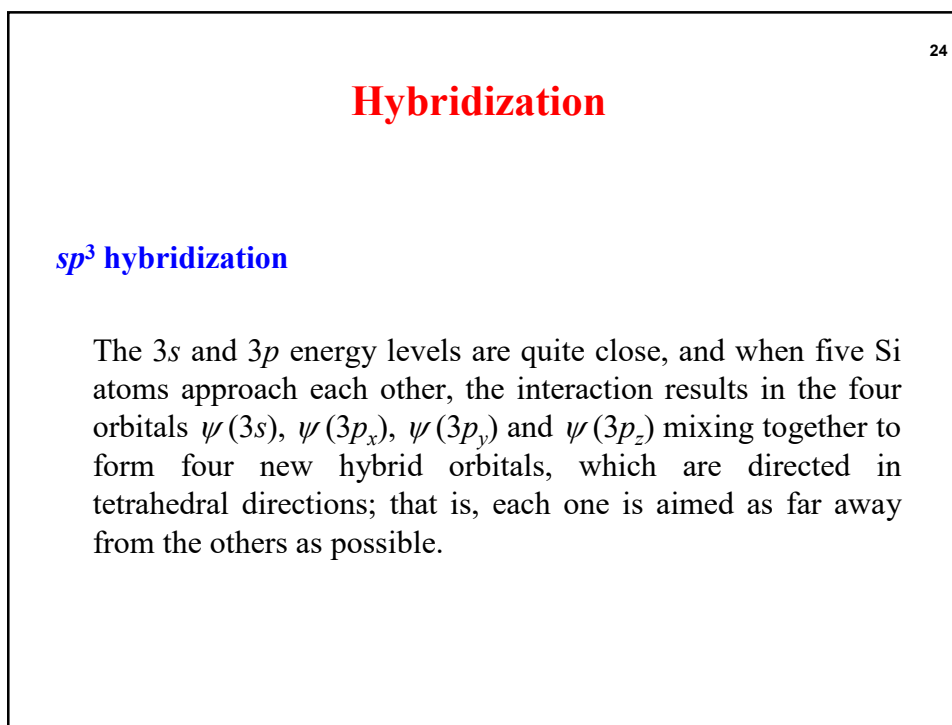 24
Hybridization
sp³ hybridization
The 3s and 3p energy levels are quite close, and when five Si
atoms approach each other, the interaction results in the four
orbitals ψ(3s), ψ(3pₓ), ψ(3p_y) and ψ(3p_z) mixing together to
form four new hybrid orbitals, which are directed in
tetrahedral directions; that is, each one is aimed as far away
from the others as possible.